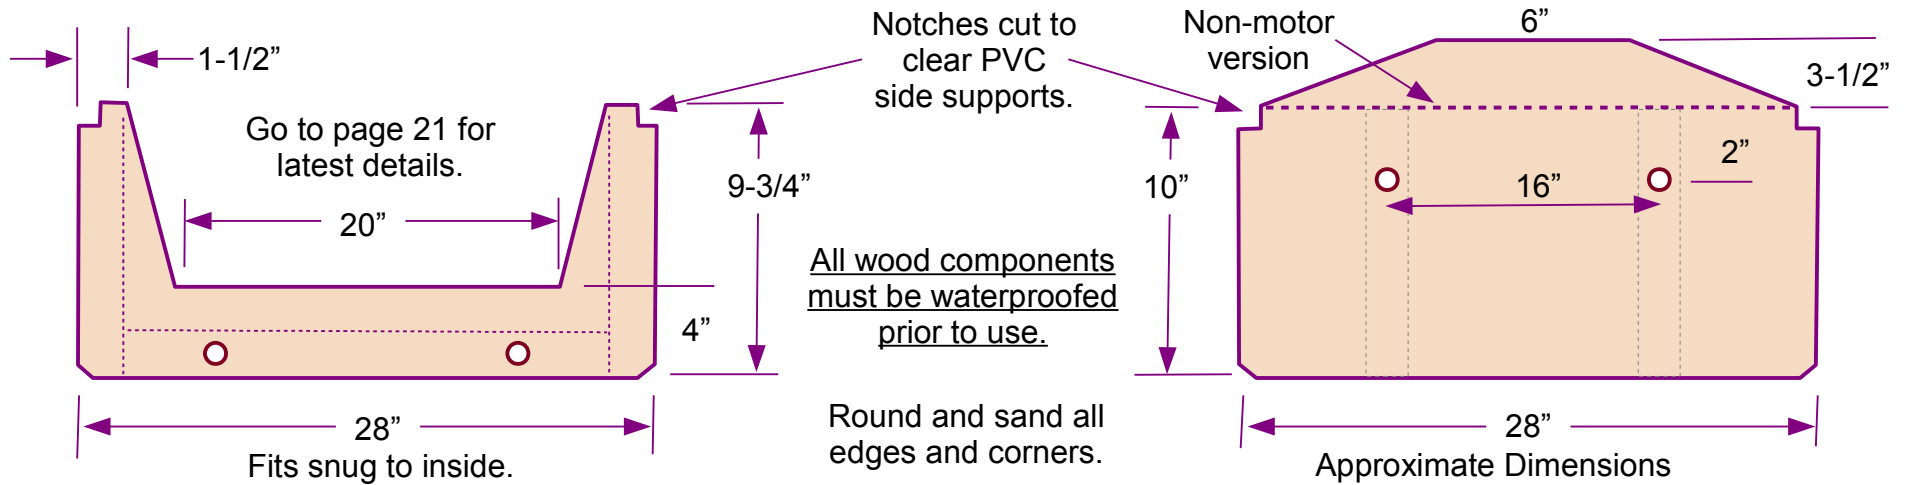 1-1/2”
Go to page 21 for
latest details.
20”
9-3/4”
4”
28”
Fits snug to inside.
Notches cut to
clear PVC
side supports.
All wood components
must be waterproofed
prior to use.
Round and sand all
edges and corners.
Non-motor
version
6”
3-1/2”
10”
2”
16”
28”
Approximate Dimensions